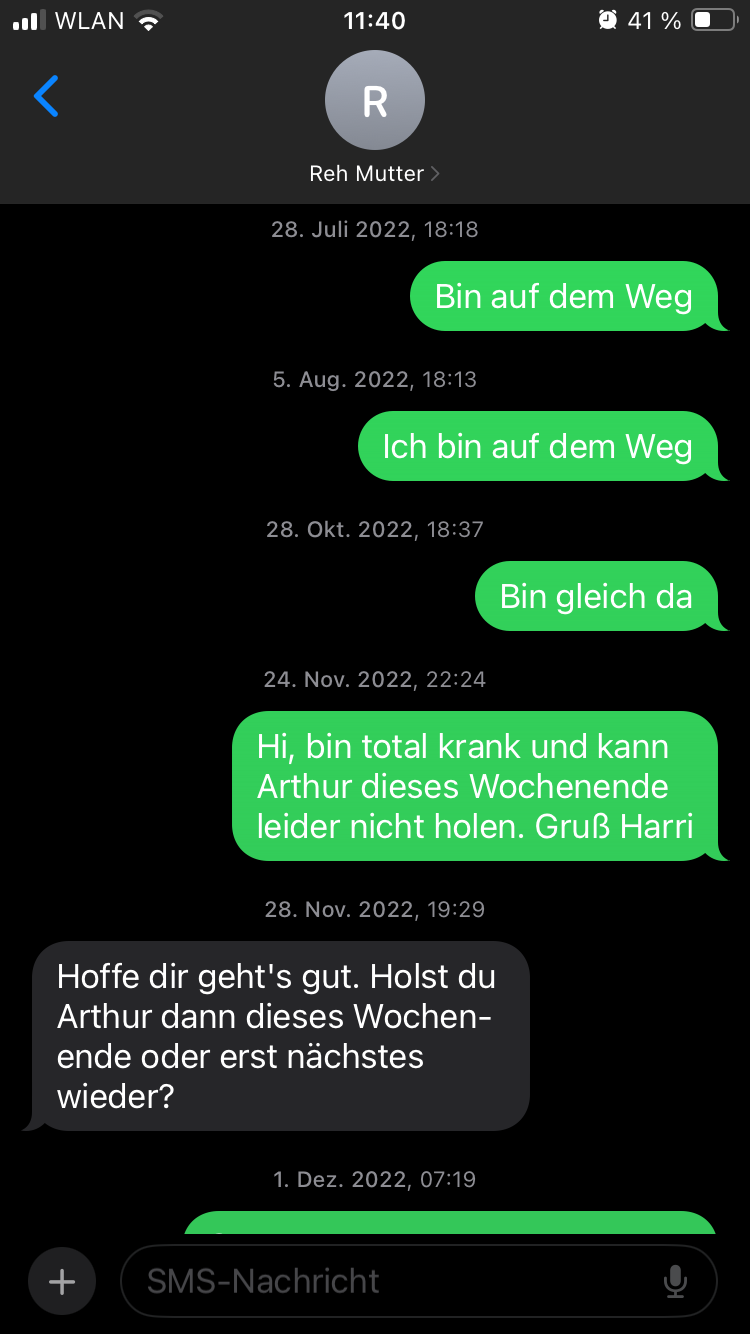 WLAN 11:40 41 %
R
Reh Mutter
28. Juli 2022, 18:18
Bin auf dem Weg
5. Aug. 2022, 18:13
Ich bin auf dem Weg
28. Okt. 2022, 18:37
Bin gleich da
24. Nov. 2022, 22:24
Hi, bin total krank und kann
Arthur dieses Wochenende
leider nicht holen. Gruß Harri
28. Nov. 2022, 19:29
Hoffe dir geht's gut. Holst du
Arthur dann dieses Wochen-
ende oder erst nächstes
wieder?
1. Dez. 2022, 07:19
SMS-Nachricht